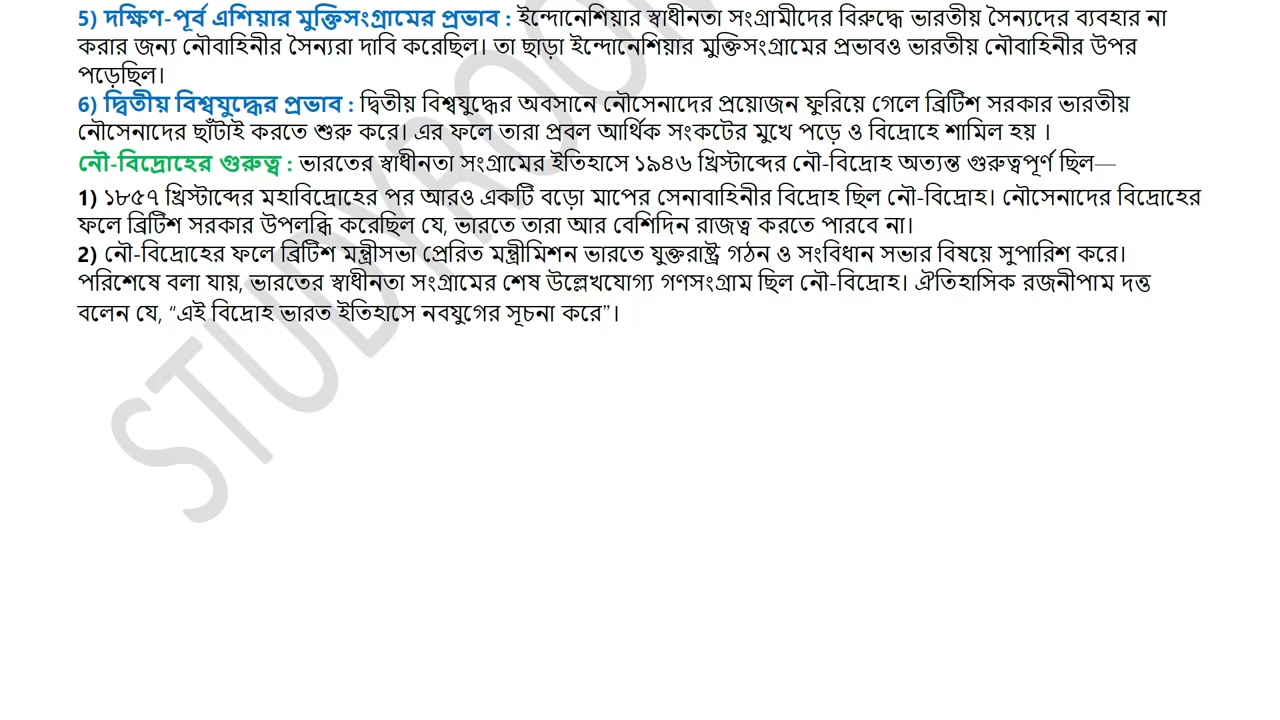 5) দক্ষিণ-পূর্ব এশিয়ার মুক্তিসংগ্রামের প্রভাব : ইন্দোনেশিয়ার স্বাধীনতা সংগ্রামীদের বিরুদ্ধে ভারতীয় সৈন্যদের ব্যবহার না
করার জন্য নৌবাহিনীর সৈন্যরা দাবি করেছিল। তা ছাড়া ইন্দোনেশিয়ার মুক্তিসংগ্রামের প্রভাবও ভারতীয় নৌবাহিনীর উপর
পড়েছিল।
6) দ্বিতীয় বিশ্বযুদ্ধের প্রভাব : দ্বিতীয় বিশ্বযুদ্ধের অবসানে নৌসেনাদের প্রয়োজন ফুরিয়ে গেলে ব্রিটিশ সরকার ভারতীয়
নৌসেনাদের ছাঁটাই করতে শুরু করে। এর ফলে তারা প্রবল আর্থিক সংকটের মুখে পড়ে ও বিদ্রোহে শামিল হয় ।
নৌ-বিদ্রোহের গুরুত্ব : ভারতের স্বাধীনতা সংগ্রামের ইতিহাসে ১৯৪৬ খ্রিস্টাব্দের নৌ-বিদ্রোহ অত্যন্ত গুরুত্বপূর্ণ ছিল—
1) ১৮৫৭ খ্রিস্টাব্দের মহাবিদ্রোহের পর আরও একটি বড়ো মাপের সেনাবাহিনীর বিদ্রোহ ছিল নৌ-বিদ্রোহ। নৌসেনাদের বিদ্রোহের
ফলে ব্রিটিশ সরকার উপলব্ধি করেছিল যে, ভারতে তারা আর বেশিদিন রাজত্ব করতে পারবে না।
2) নৌ-বিদ্রোহের ফলে ব্রিটিশ মন্ত্রীসভা প্রেরিত মন্ত্রীমিশন ভারতে যুক্তরাষ্ট্র গঠন ও সংবিধান সভার বিষয়ে সুপারিশ করে।
পরিশেষে বলা যায়, ভারতের স্বাধীনতা সংগ্রামের শেষ উল্লেখযোগ্য গণসংগ্রাম ছিল নৌ-বিদ্রোহ। ঐতিহাসিক রজনীপাম দত্ত
বলেন যে, “এই বিদ্রোহ ভারত ইতিহাসে নবযুগের সূচনা করে”।
STUDYROOM